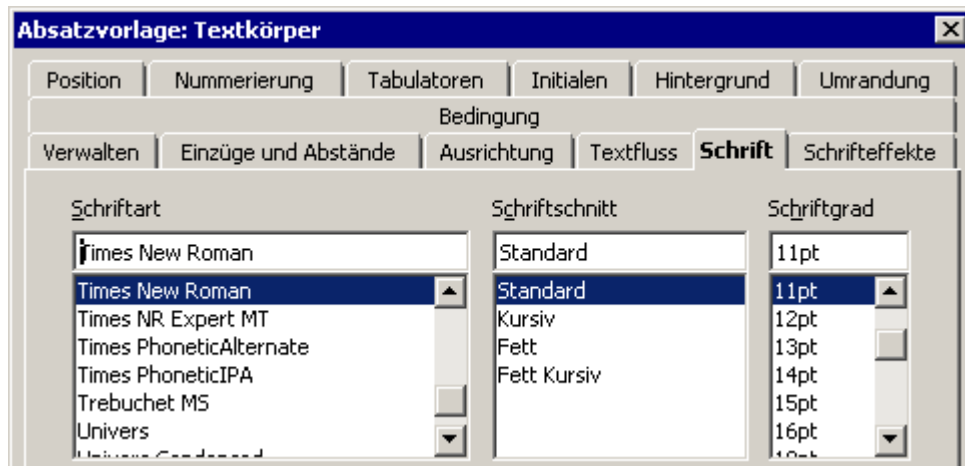 Absatzvorlage: Textkörper
Position Nummerierung Tabulatoren Initialen Hintergrund Umrandung
Bedingung
Verwalten Einzüge und Abstände Ausrichtung Textfluss Schrift Schrifteffekte
Schriftart Schriftschnitt Schriftgrad
Times New Roman Standard 11pt
Times New Roman Standard 11pt
Times NR Expert MT Kursiv 12pt
Times PhoneticAlternate Fett 13pt
Times PhoneticIPA Fett Kursiv 14pt
Trebuchet MS 15pt
Univers 16pt